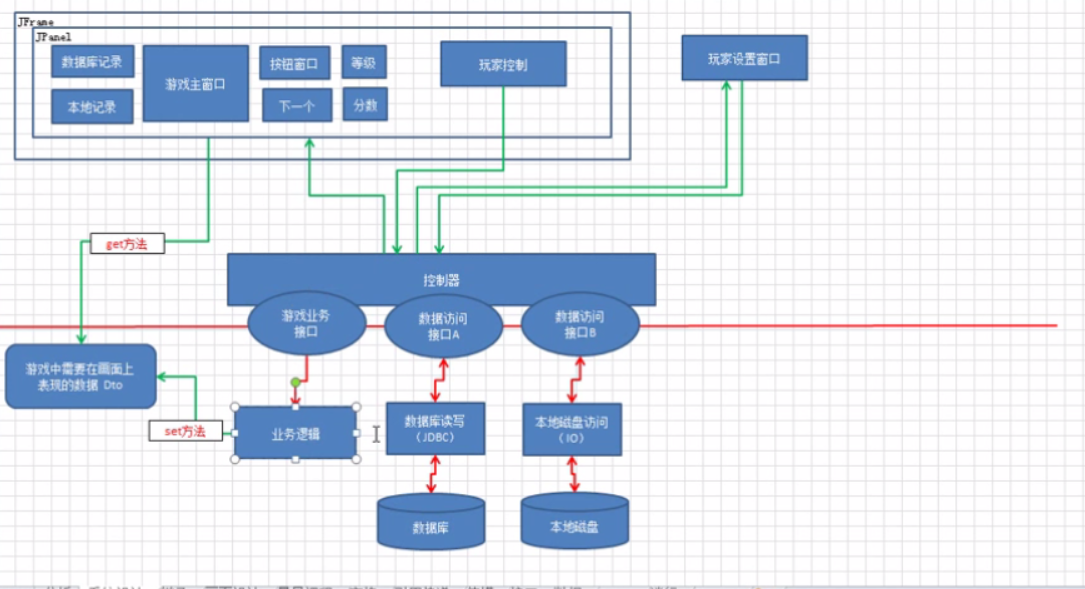 JFrame
JPanel
数据库记录
游戏主窗口
按钮窗口
等级
玩家控制
玩家设置窗口
本地记录
下一个
分数
get方法
控制器
游戏业务
接口
数据访问
接口A
数据访问
接口B
游戏中需要在画面上
表现的数据 Dto
set方法
业务逻辑
数据库读写
（JDBC）
本地磁盘访问
（IO）
数据库
本地磁盘